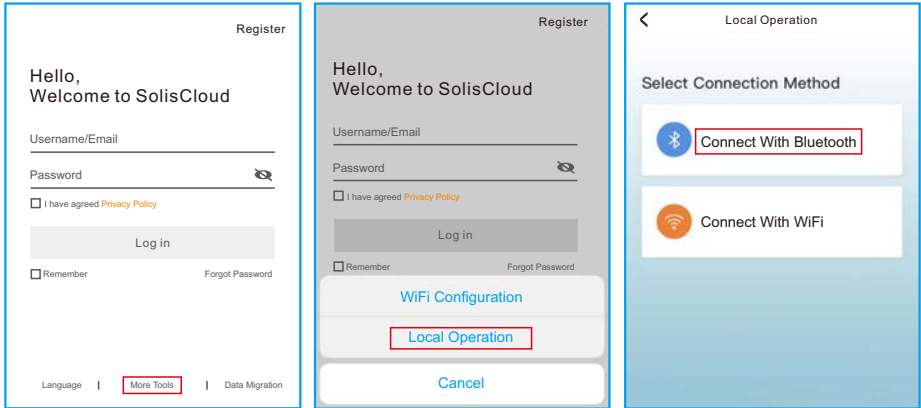 Register
Hello,
Welcome to SolisCloud
Username/Email
Password
I have agreed Privacy Policy
Log in
Remember Forgot Password
Language | More Tools | Data Migration
Register
Hello,
Welcome to SolisCloud
Username/Email
Password
I have agreed Privacy Policy
Log in
Remember Forgot Password
WiFi Configuration
Local Operation
Cancel
Local Operation
Select Connection Method
Connect With Bluetooth
Connect With WiFi